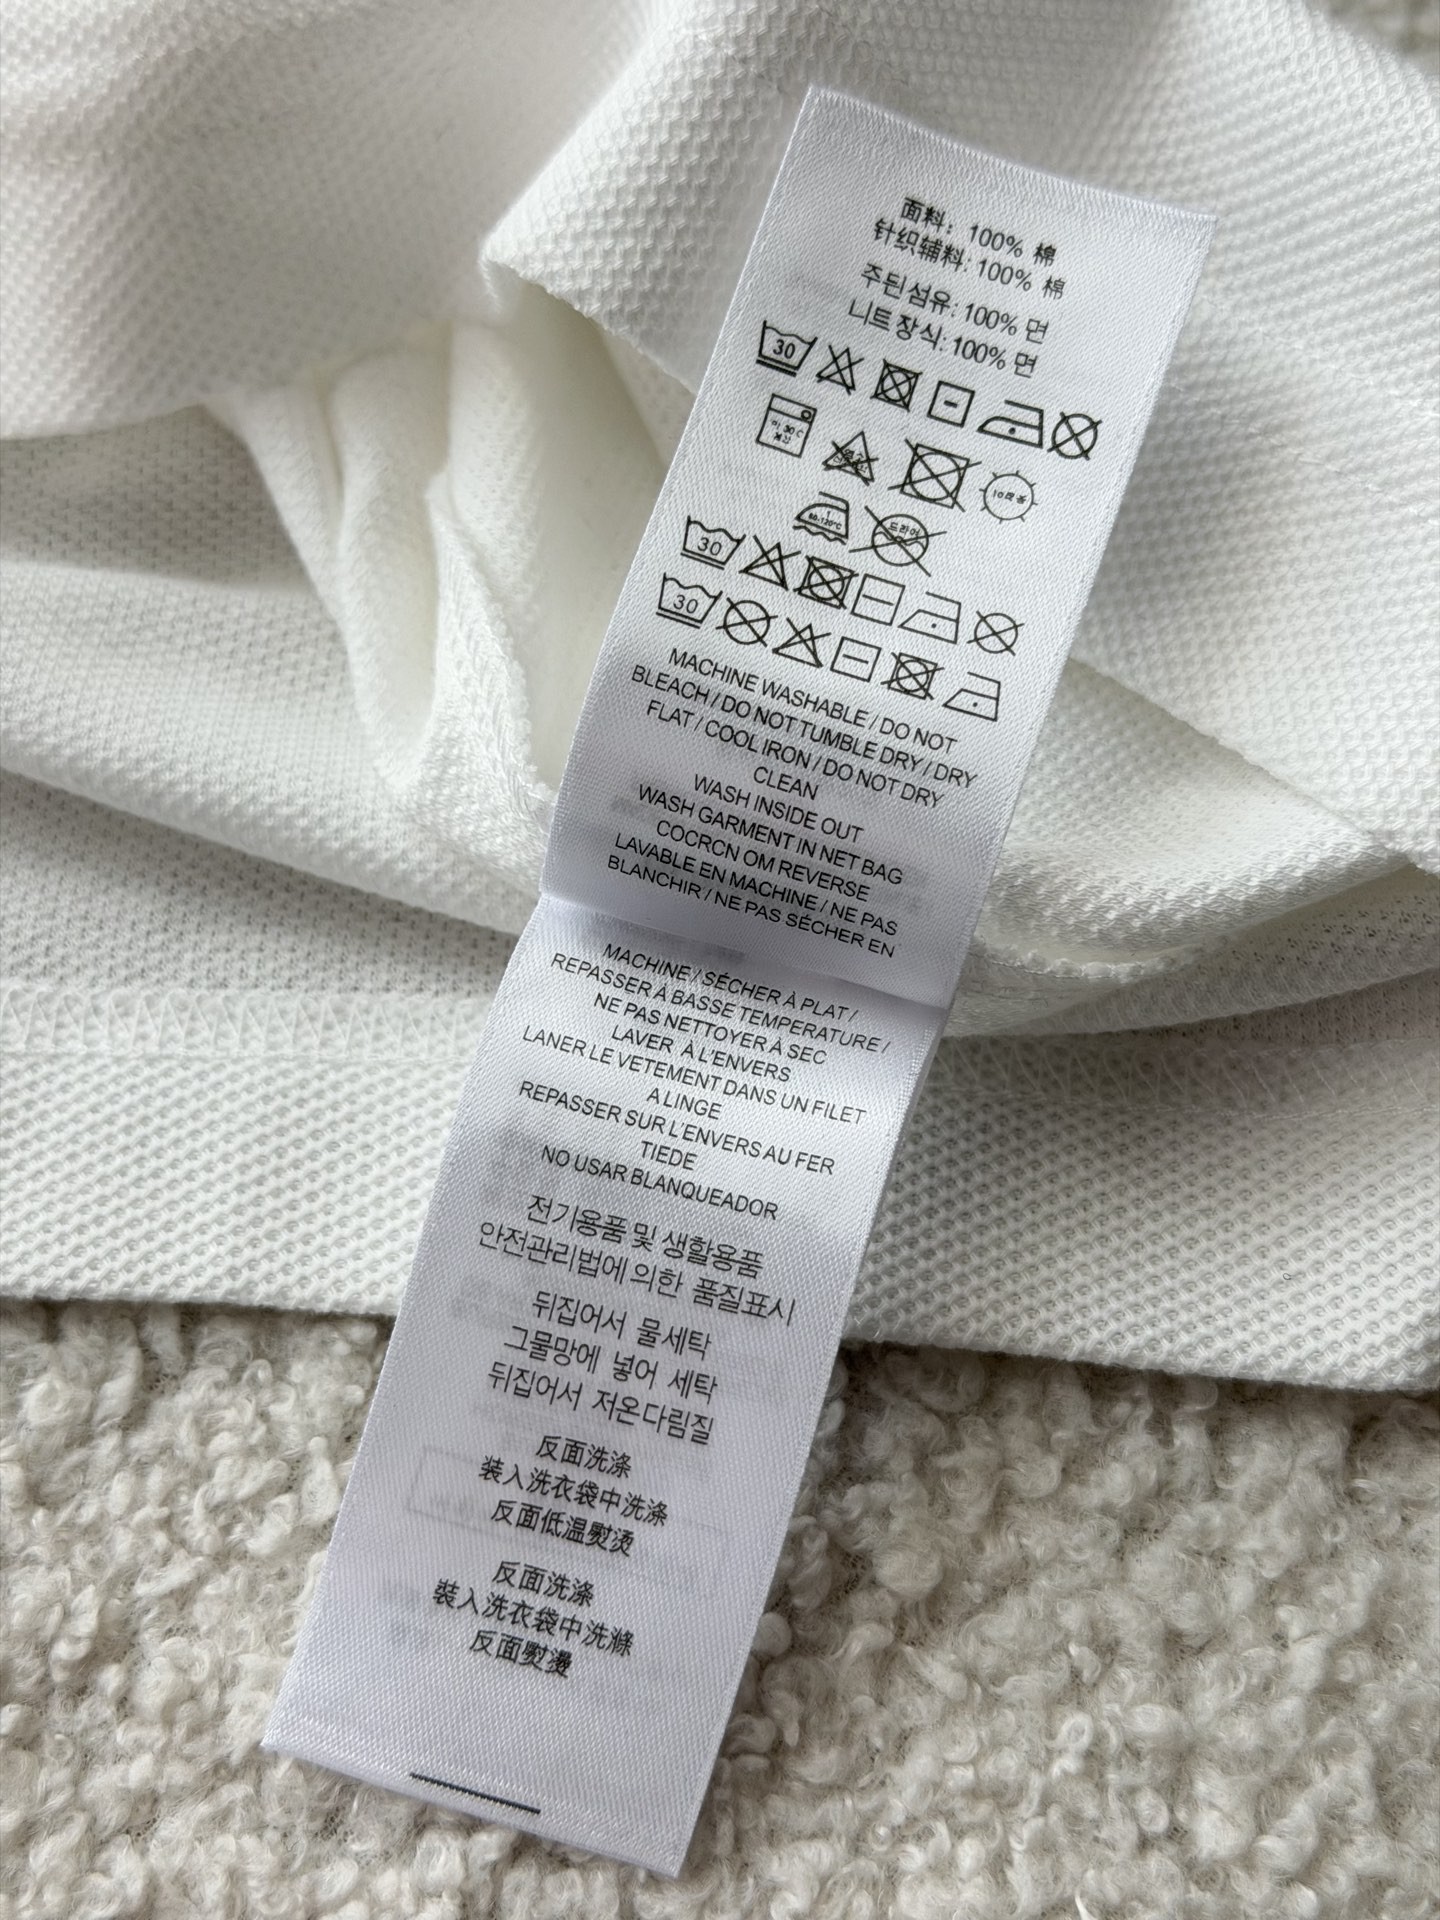 面料: 100% 棉
针织辅料: 100% 棉
주된섬유: 100% 면
니트장식: 100% 면
30
30
30
MACHINE WASHABLE / DO NOT
BLEACH / DO NOT TUMBLE DRY / DRY
FLAT / COOL IRON / DO NOT DRY
CLEAN
WASH INSIDE OUT
WASH GARMENT IN NET BAG
COCRCN OM REVERSE
LAVABLE EN MACHINE / NE PAS
BLANCHIR / NE PAS SÉCHER EN
MACHINE / SÉCHER À PLAT /
REPASSER À BASSE TEMPERATURE /
NE PAS NETTOYER À SEC
LAVER À L'ENVERS
LANER LE VETEMENT DANS UN FILET
A LINGE
REPASSER SUR L'ENVERS AU FER
TIEDE
NO USAR BLANQUEADOR
전기용품 및 생활용품
안전관리법에 의한 품질표시
뒤집어서 물세탁
그물망에 넣어 세탁
뒤집어서 저온다림질
反面洗涤
装入洗衣袋中洗涤
反面低温熨烫
反面洗涤
裝入洗衣袋中洗滌
反面熨燙